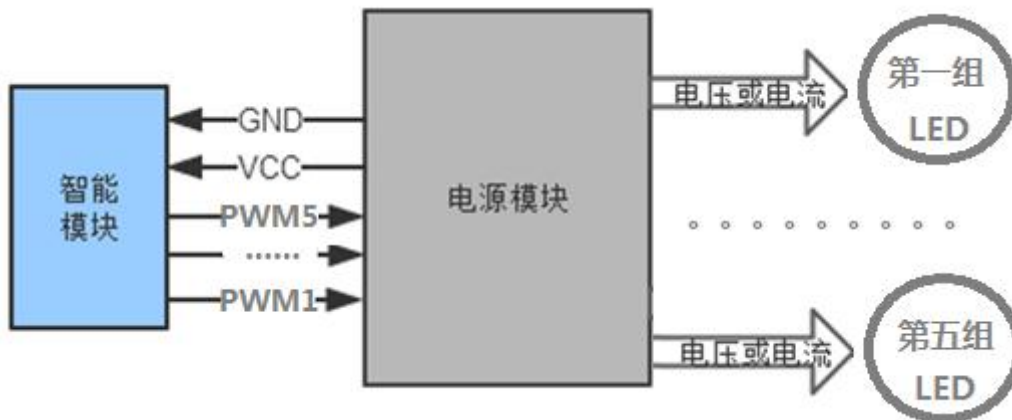 智能
模块
GND
VCC
PWM5
......
PWM1
电源模块
电压或电流
第一组
LED
电压或电流
第五组
LED